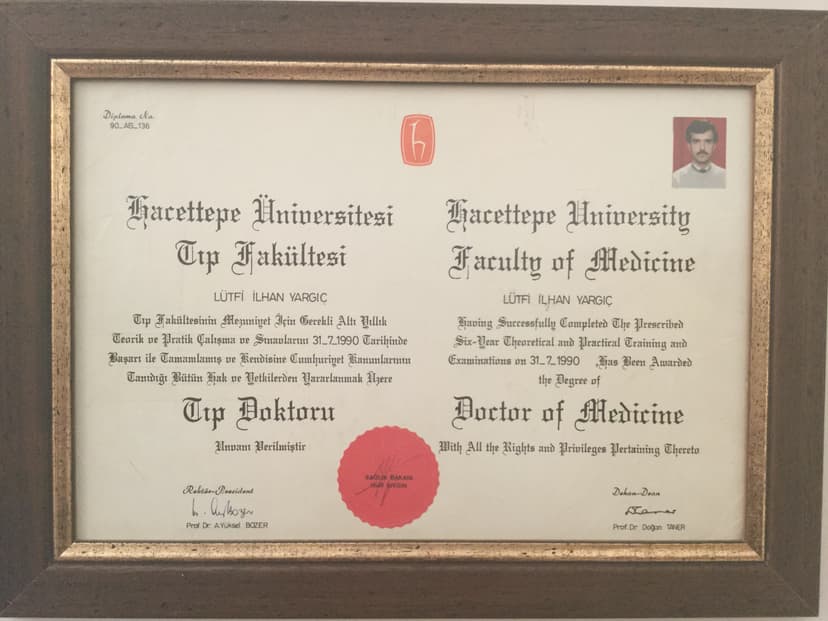 Diploma No.
90_AB_136
Hacettepe Üniversitesi
Tıp Fakültesi
LÜTFİ İLHAN YARGIÇ
Tıp Fakültesinin Mezuniyet İçin Gerekli Altı Yıllık
Teorik ve Pratik Çalışma ve Sınavlarını 31_7_1990 Tarihinde
Başarı ile Tamamlamış ve Kendisine Cumhuriyet Kanunlarının
Tanıdığı Bütün Hak ve Yetkilerden Yararlanmak Üzere
Tıp Doktoru
Unvanı Verilmiştir
Rektör-President
Prof Dr A.Yüksel BOZER
Hacettepe University
Faculty of Medicine
LÜTFİ İLHAN YARGIÇ
Having Successfully Completed The Prescribed
Six-Year Theoretical and Practical Training and
Examinations on 31_7_1990 ,Has Been Awarded
the Degree of
Doctor of Medicine
With All the Rights and Privileges Pertaining Thereto
SAĞLIK BAKANI
Dekan-Dean
Prof.Dr Doğan TANER